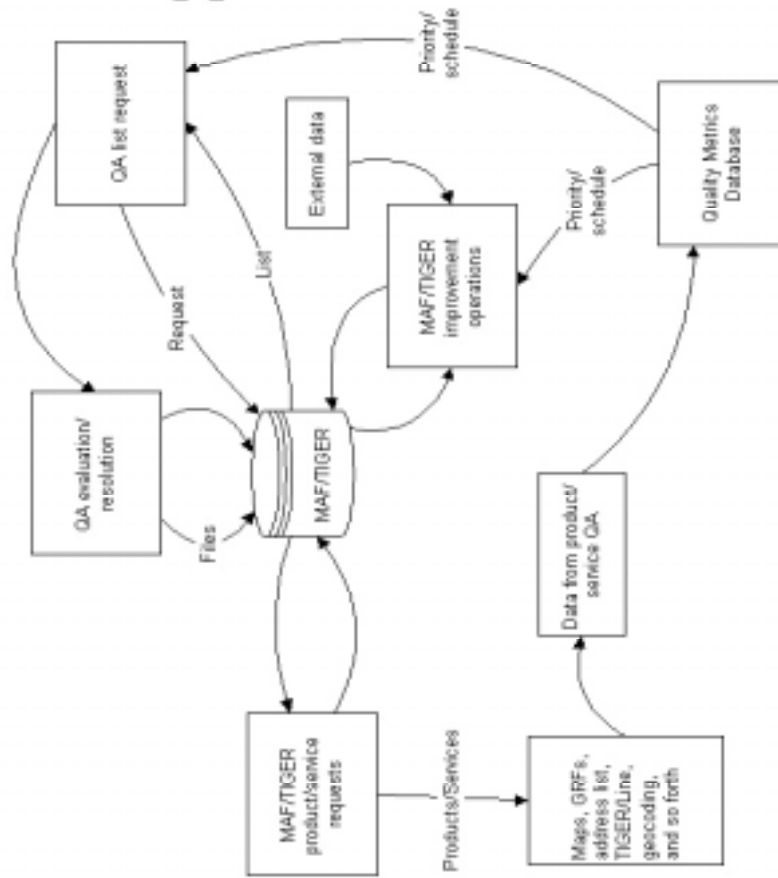 QA list request
Priority/
schedule
External data
Quality Metrics
Database
Priority/
schedule
MAF/TIGER
improvement
operations
List
Request
QA evaluation/
resolution
Files
MAF/TIGER
Data from product/
service QA
MAF/TIGER
product/service
requests
Products/Services
Maps, GRFs,
address list,
TIGER/Line,
geocoding,
and so forth